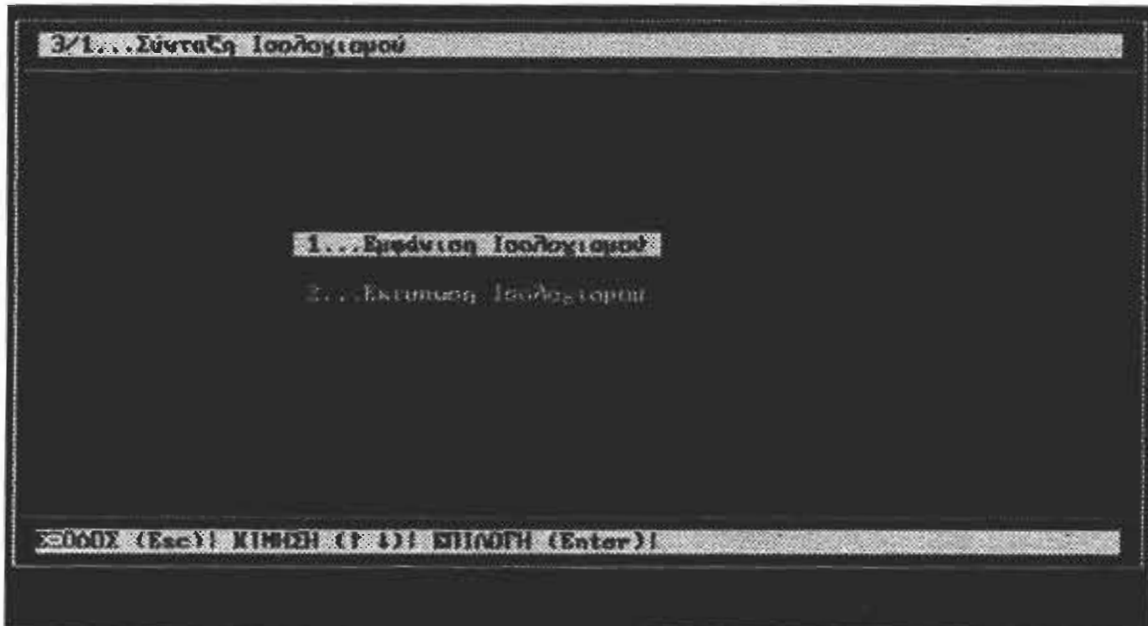 3/1...Σύνταξη Ισολογισμού
1...Εμφάνιση Ισολογισμού
2...Εκτύπωση Ισολογισμού
ΕΞΟΔΟΣ (Esc)| ΚΙΝΗΣΗ (↑ ↓)| ΕΠΙΛΟΓΗ (Enter)|